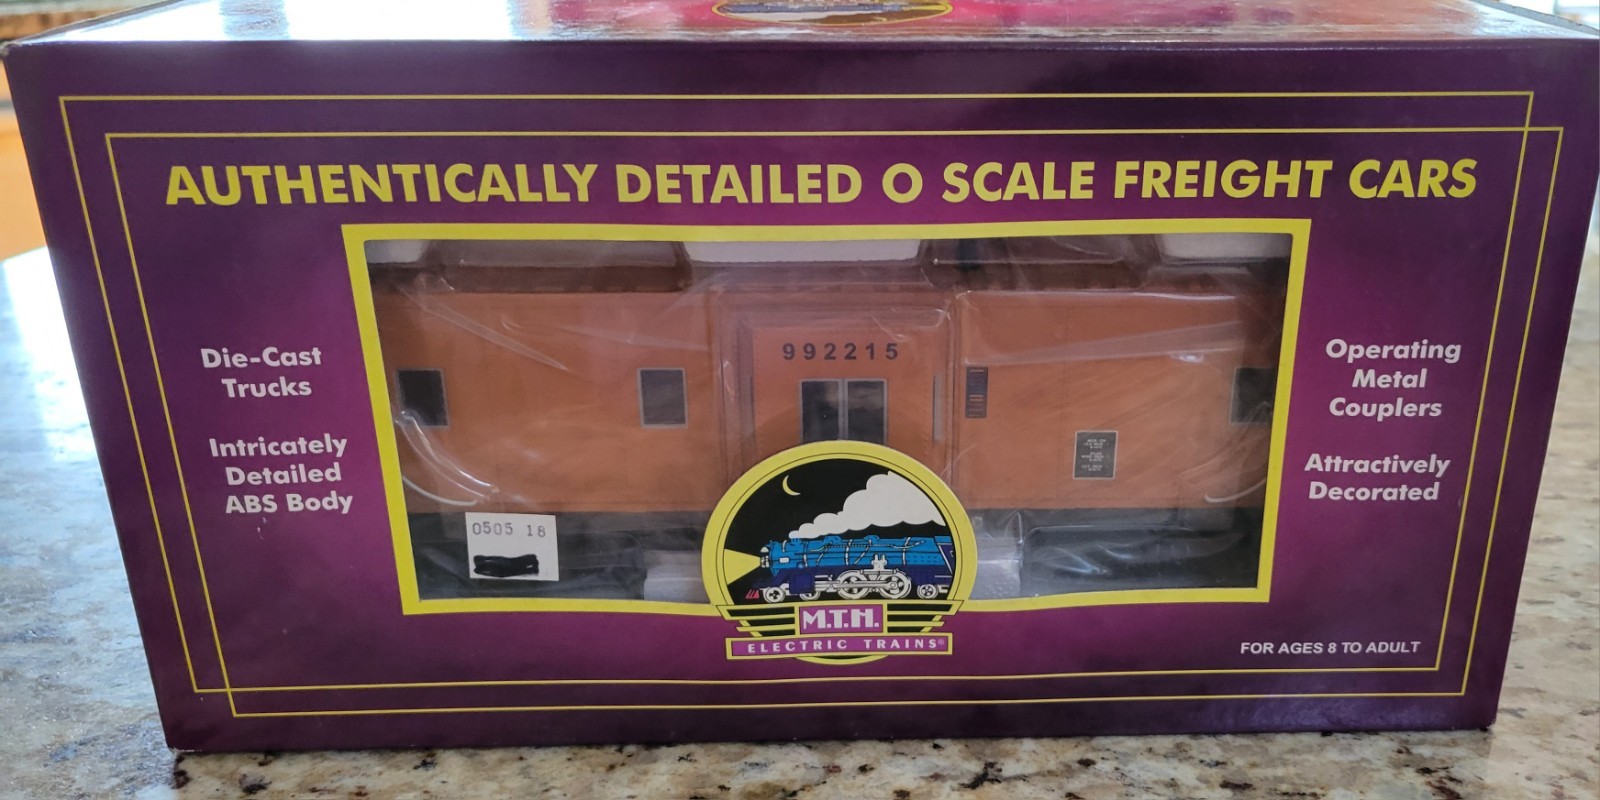 AUTHENTICALLY DETAILED O SCALE FREIGHT CARS
Die-Cast
Trucks
Intricately
Detailed
ABS Body
992215
Operating
Metal
Couplers
Attractively
Decorated
0505 18
M.T.H.
ELECTRIC TRAINS®
FOR AGES 8 TO ADULT